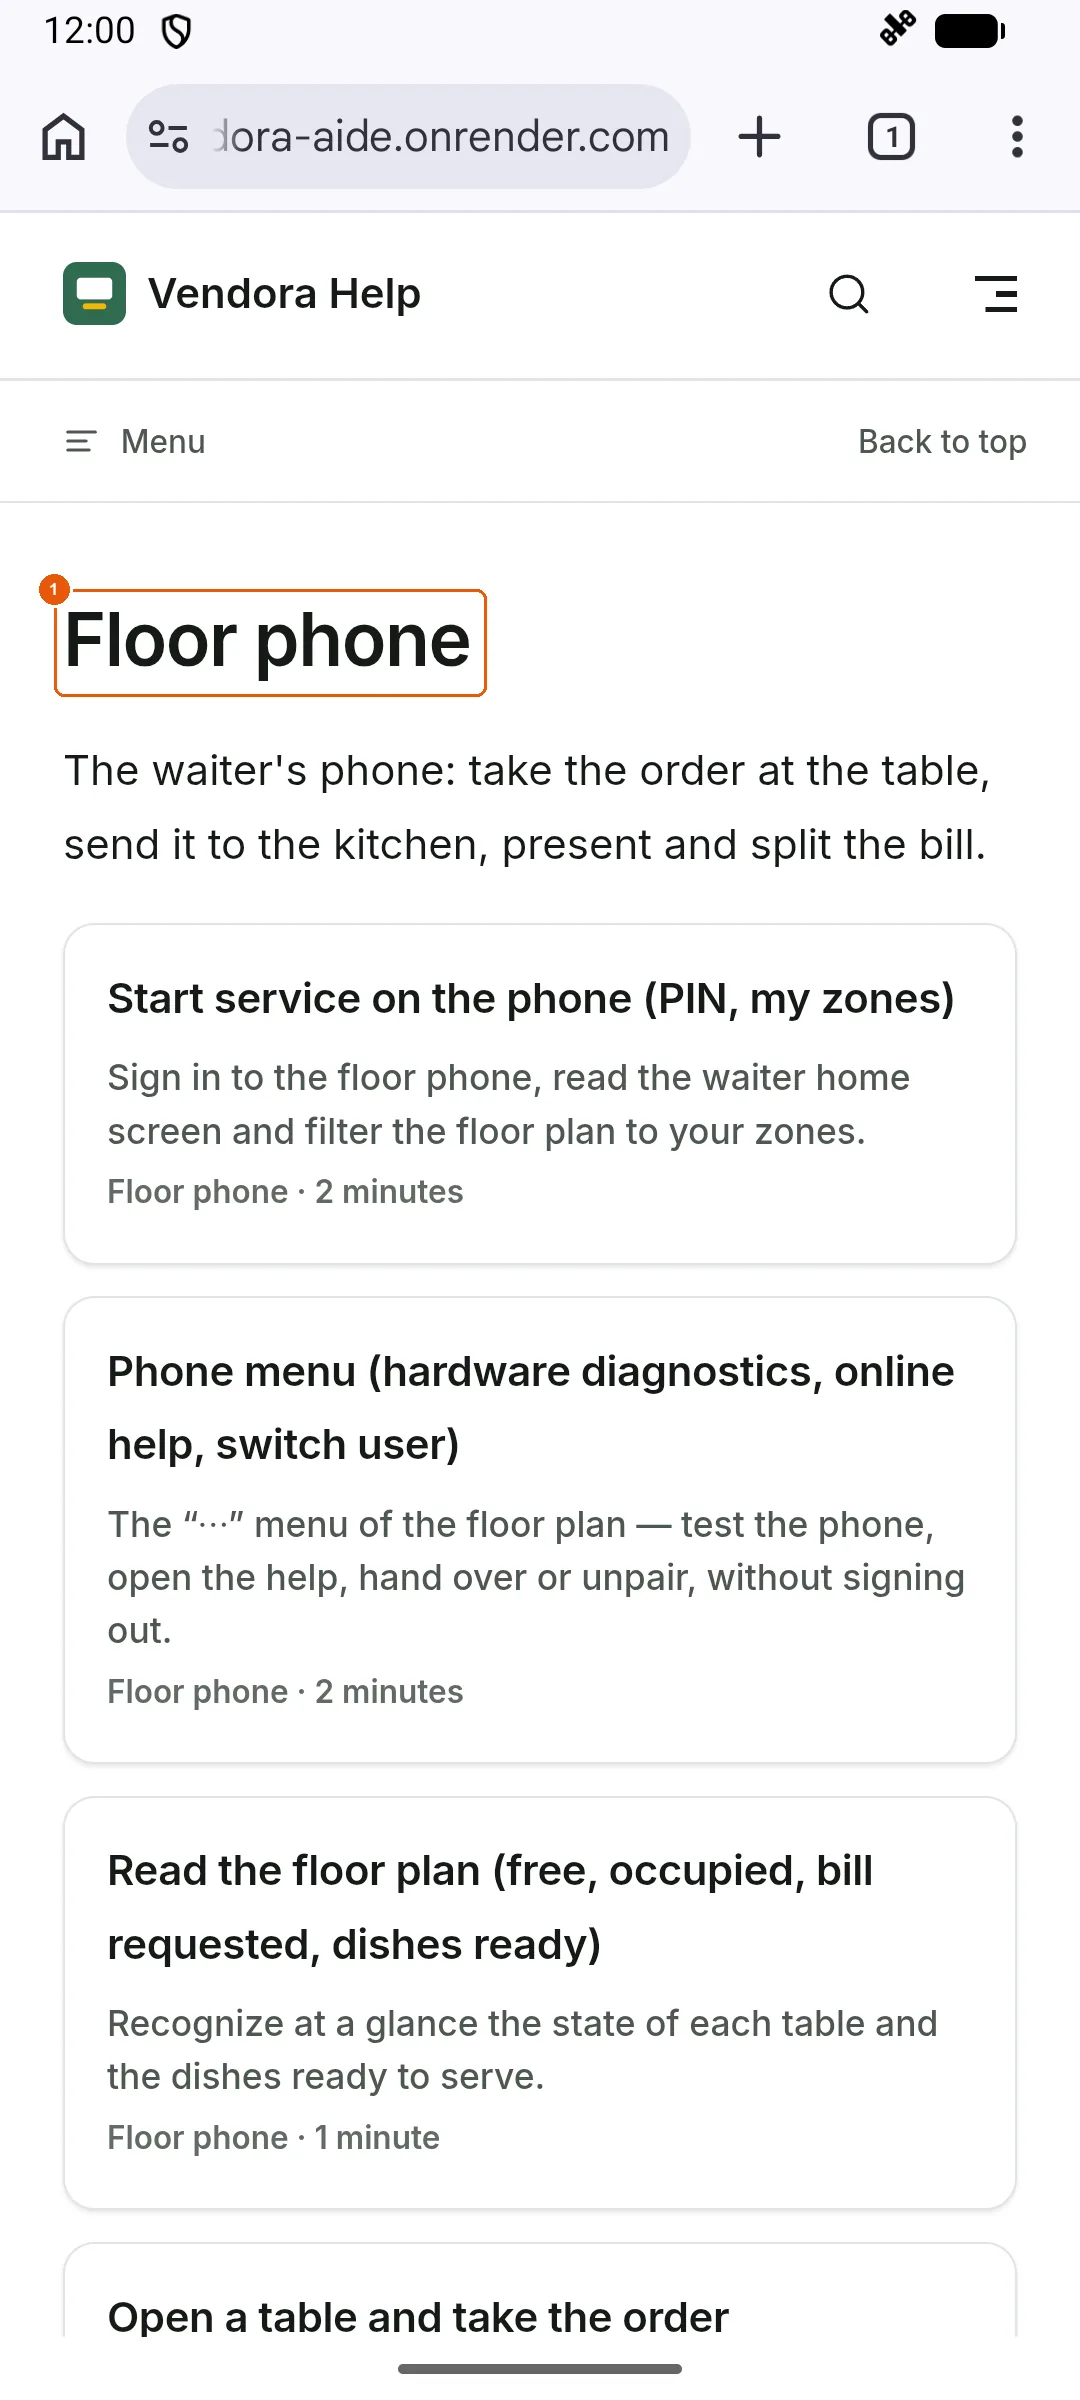 12:00
dora-aide.onrender.com
1
Vendora Help
Menu
Back to top
1
Floor phone
The waiter's phone: take the order at the table,
send it to the kitchen, present and split the bill.
Start service on the phone (PIN, my zones)
Sign in to the floor phone, read the waiter home
screen and filter the floor plan to your zones.
Floor phone · 2 minutes
Phone menu (hardware diagnostics, online
help, switch user)
The “···” menu of the floor plan — test the phone,
open the help, hand over or unpair, without signing
out.
Floor phone · 2 minutes
Read the floor plan (free, occupied, bill
requested, dishes ready)
Recognize at a glance the state of each table and
the dishes ready to serve.
Floor phone · 1 minute
Open a table and take the order